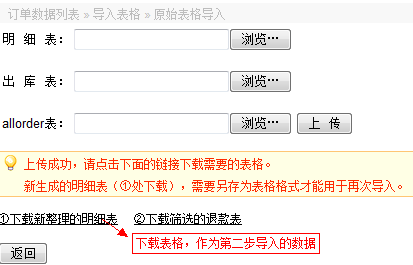 订单数据列表 » 导入表格 » 原始表格导入
明 细 表： 浏览…
出 库 表： 浏览…
allorder表： 浏览… 上 传
上传成功，请点击下面的链接下载需要的表格。
新生成的明细表（①处下载），需要另存为表格格式才能用于再次导入。
①下载新整理的明细表 ②下载筛选的退款表
下载表格，作为第二步导入的数据
返回